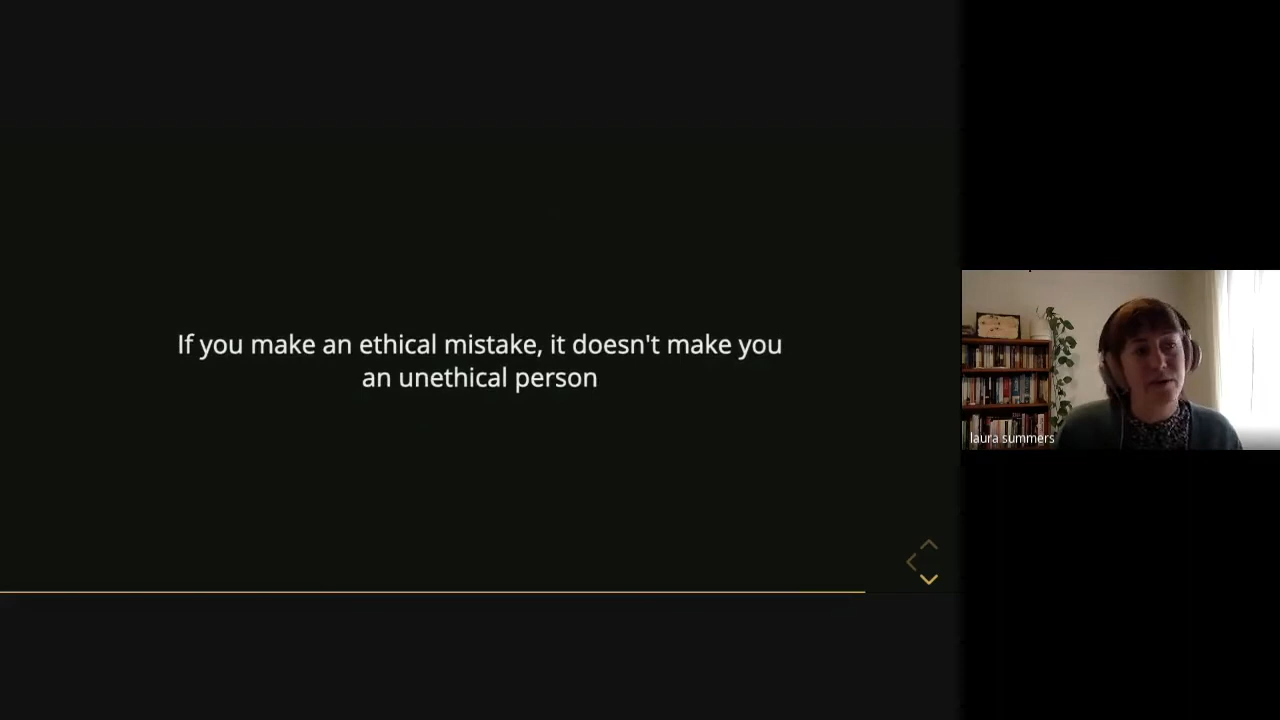 If you make an ethical mistake, it doesn't make you
an unethical person
laura summers